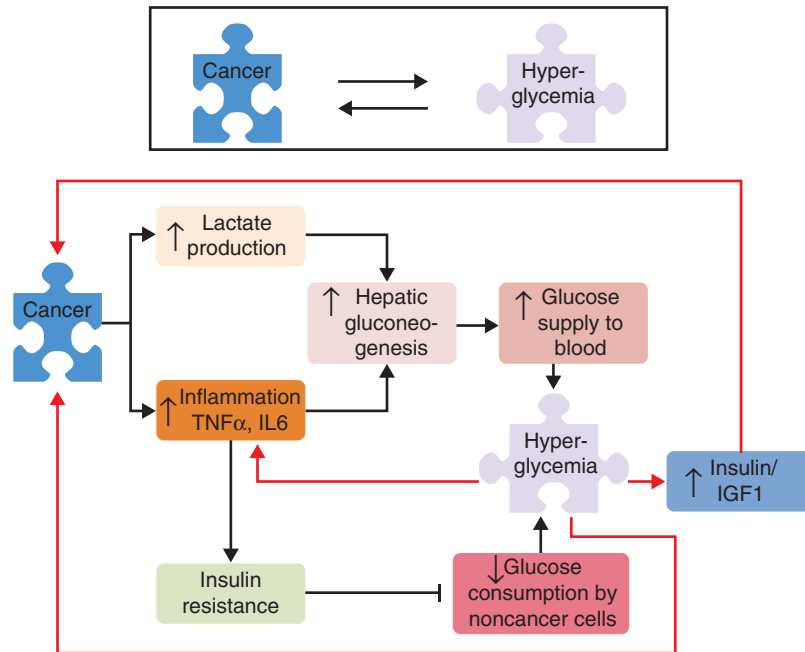 Cancer
Hyper-
glycemia
↑ Lactate
production
Cancer
↑ Hepatic
gluconeo-
genesis
↑ Glucose
supply to
blood
↑ Inflammation
TNFα, IL6
Hyper-
glycemia
↑ Insulin/
IGF1
Insulin
resistance
↓Glucose
consumption by
noncancer cells